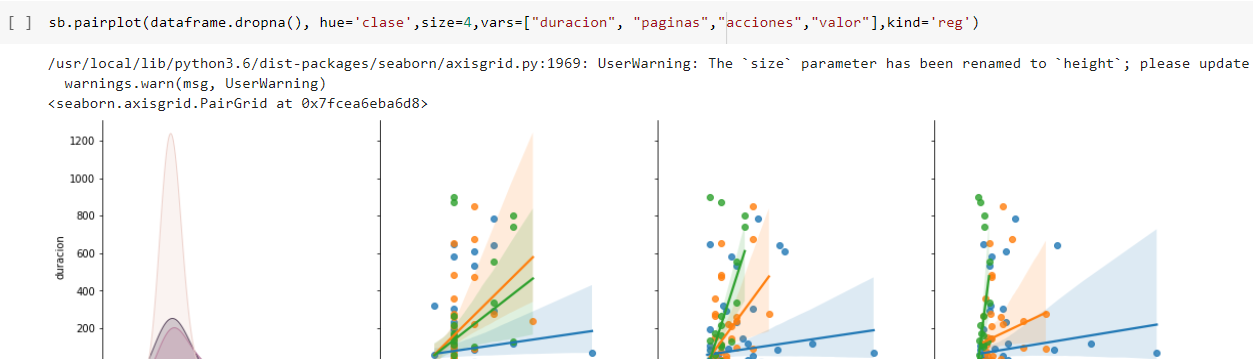 [ ] sb.pairplot(dataframe.dropna(), hue='clase',size=4,vars=["duracion", "paginas","acciones","valor"],kind='reg')
/usr/local/lib/python3.6/dist-packages/seaborn/axisgrid.py:1969: UserWarning: The `size` parameter has been renamed to `height`; please update
warnings.warn(msg, UserWarning)
<seaborn.axisgrid.PairGrid at 0x7fcea6eba6d8>
1200
1000
800
600
400
200
duracion